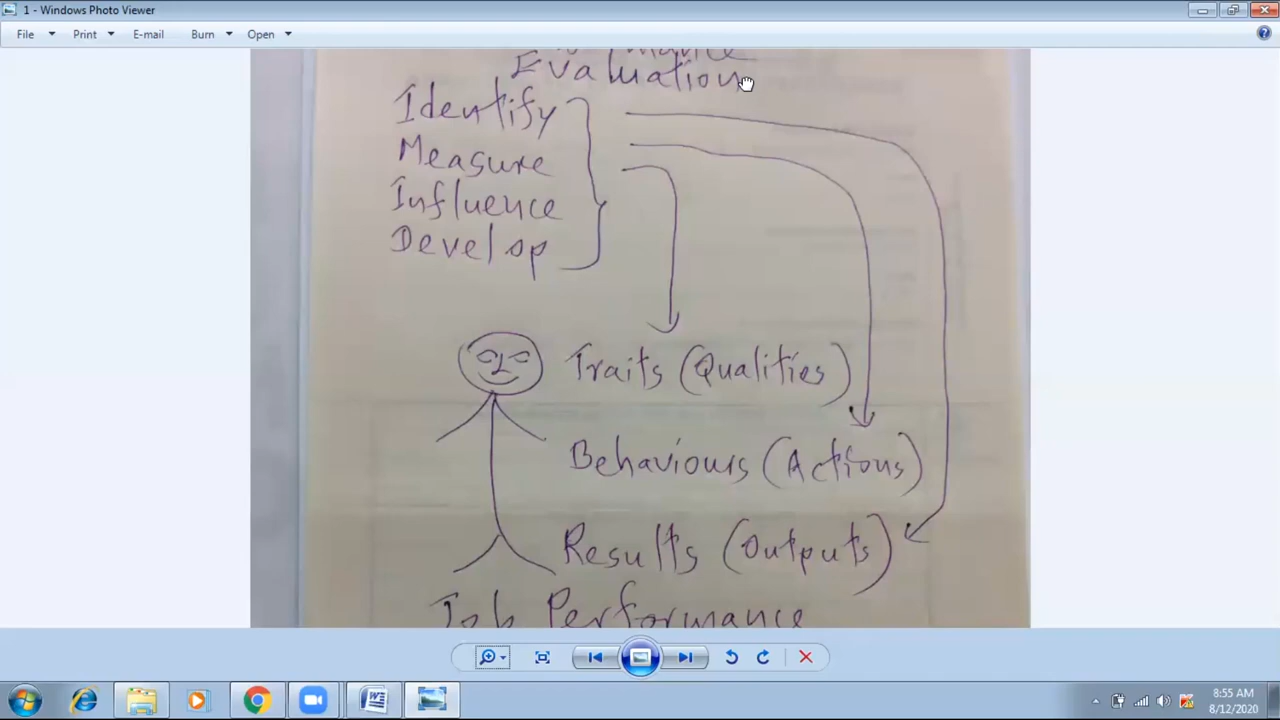 1 - Windows Photo Viewer
File Print E-mail Burn Open
Evaluation
Identify
Measure
Influence
Develop
Traits (Qualities)
Behaviours (Actions)
Results (Outputs)
Job Performance
8:55 AM
8/12/2020